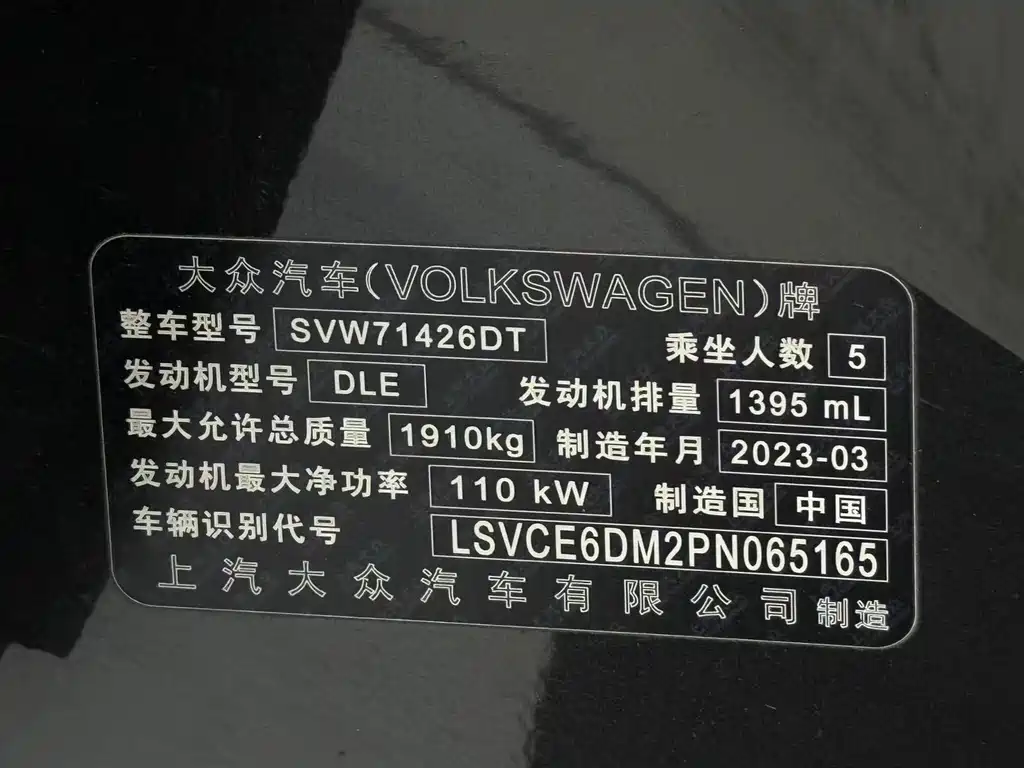 大众汽车(VOLKSWAGEN)牌
整车型号 SVW71426DT 乘坐人数 5
发动机型号 DLE 发动机排量 1395 mL
最大允许总质量 1910kg 制造年月 2023-03
发动机最大净功率 110 kW 制造国 中国
车辆识别代号 LSVCE6DM2PN065165
上汽大众汽车有限公司制造